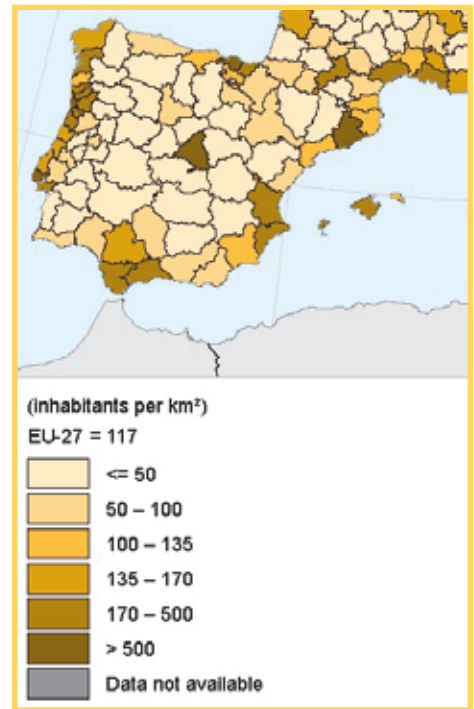 (inhabitants per km²)
EU-27 = 117
<= 50
50 – 100
100 – 135
135 – 170
170 – 500
> 500
Data not available